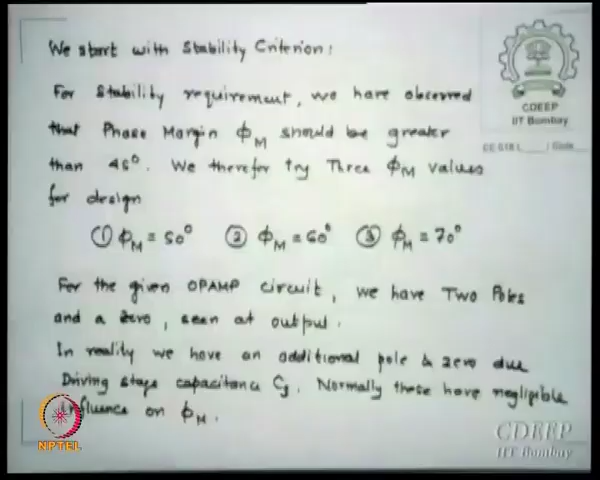 We start with Stability Criterion:
For Stability requirement, we have observed
that Phase Margin ΦM should be greater
than 45°. We therefor try Three ΦM values
for design
① ΦM = 50° ② ΦM = 60° ③ ΦM = 70°
For the given OPAMP circuit, we have Two Poles
and a zero, seen at output.
In reality we have an additional pole & zero due
Driving stage capacitance
Normally these have negligible
influence on ΦM.
CDEEP
IIT Bombay
NPTEL
CDEEP
IIT Bombay